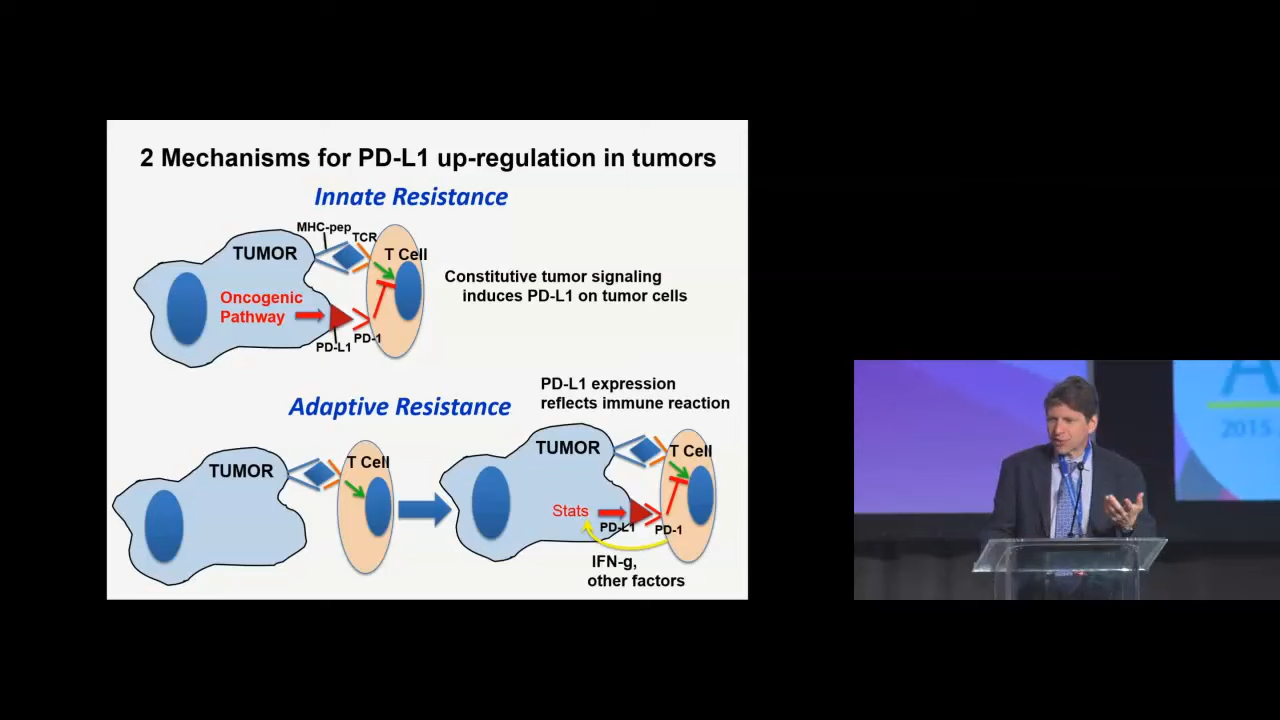 2 Mechanisms for PD-L1 up-regulation in tumors
Innate Resistance
MHC-pep
TCR
TUMOR
T Cell
Oncogenic
Pathway
PD-L1
PD-1
Constitutive tumor signaling
induces PD-L1 on tumor cells
Adaptive Resistance
PD-L1 expression
reflects immune reaction
TUMOR
T Cell
TUMOR
T Cell
Stats
PD-L1
PD-1
IFN-g,
other factors
A
2015